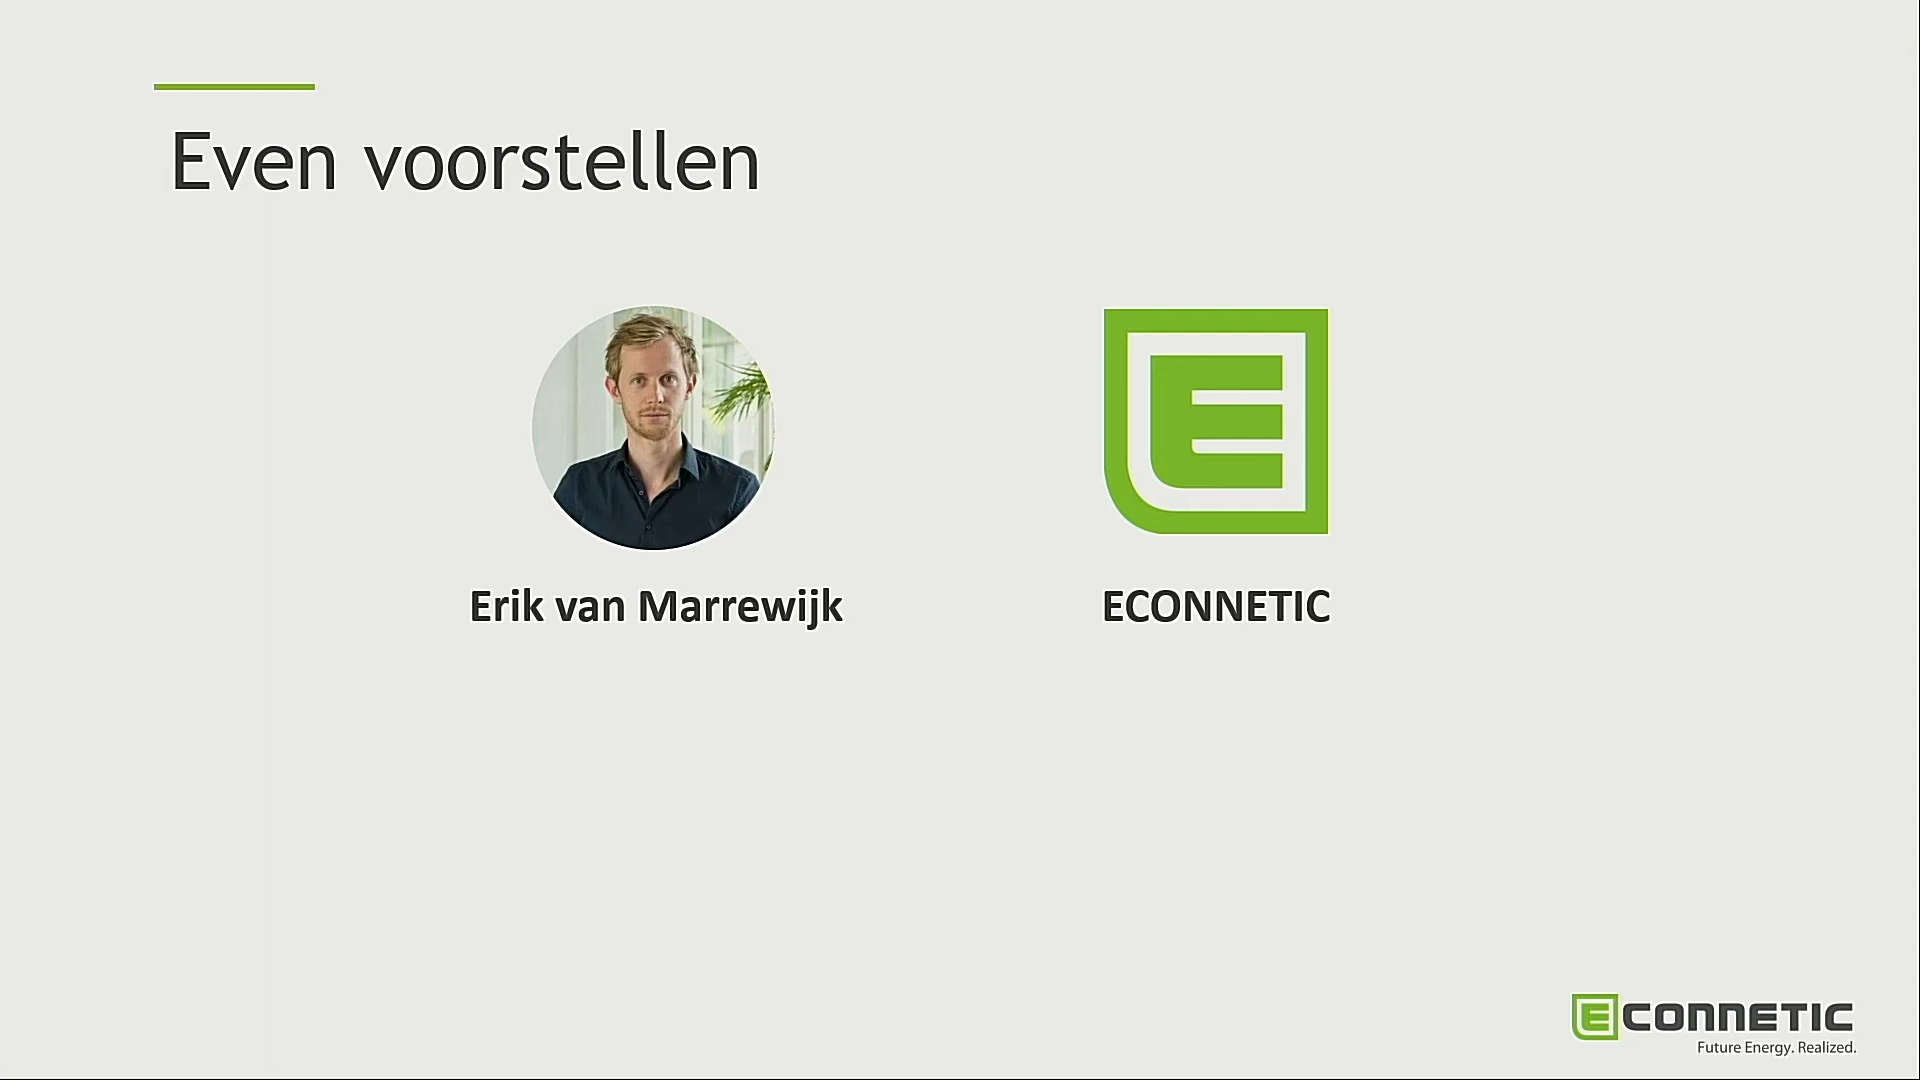 Even voorstellen
E
Erik van Marrewijk
ECONNETIC
ECONNETIC
Future Energy. Realized.